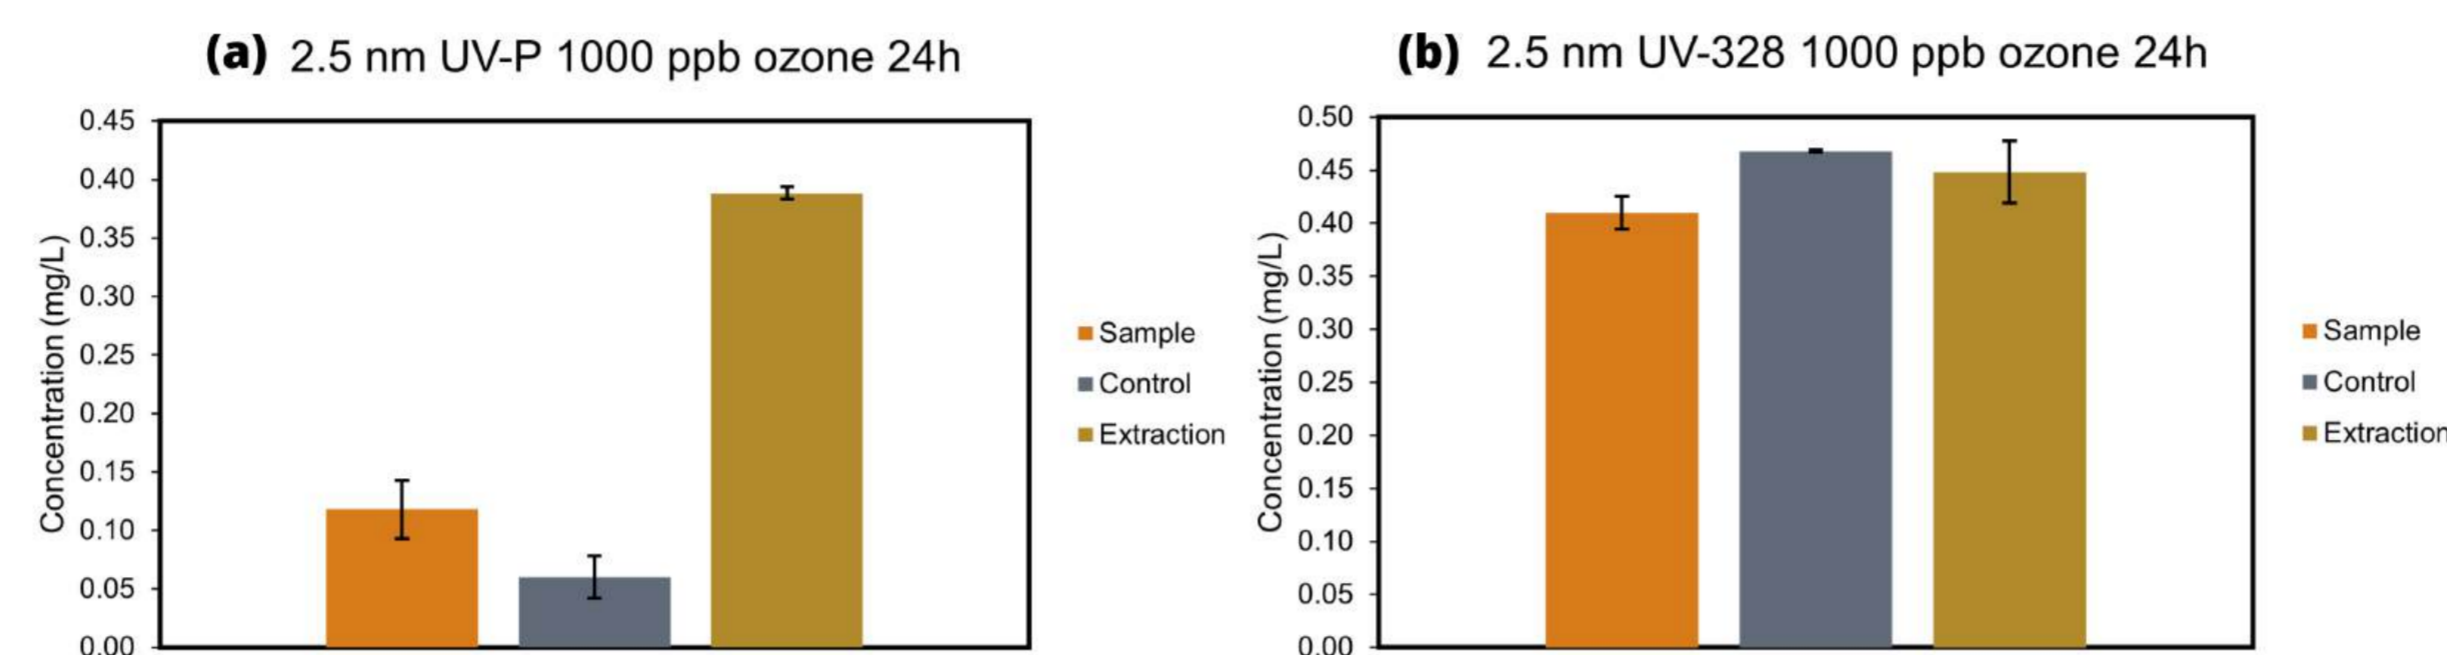 (a) 2.5 nm UV-P 1000 ppb ozone 24h
Concentration (mg/L)
0.45
0.40
0.35
0.30
0.25
0.20
0.15
0.10
0.05
0.00
Sample
Control
Extraction
(b) 2.5 nm UV-328 1000 ppb ozone 24h
Concentration (mg/L)
0.50
0.45
0.40
0.35
0.30
0.25
0.20
0.15
0.10
0.05
0.00
Sample
Control
Extraction